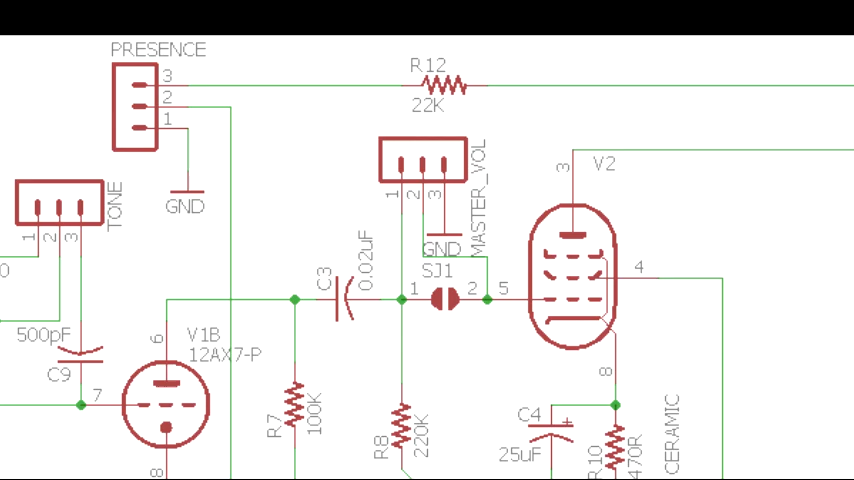 PRESENCE
3
2
1
GND
R12
22K
MASTER_VOL
1
2
3
GND
SJ1
1
2
5
3
V2
4
8
TONE
1
2
3
0
500pF
C9
7
6
V1B
12AX7-P
8
C3
0.02uF
R7
100K
R8
220K
C4
+
25uF
R10
470R
CERAMIC